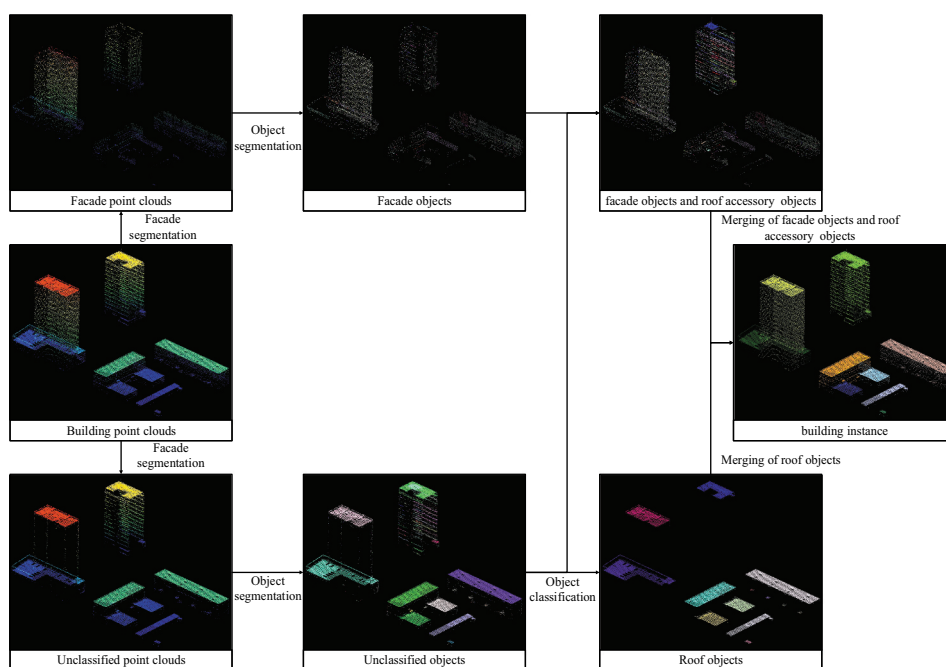 Facade point clouds
Object
segmentation
Facade objects
facade objects and roof accessory objects
Facade
segmentation
Merging of facade objects and roof
accessory objects
Building point clouds
building instance
Facade
segmentation
Merging of roof objects
Unclassified point clouds
Object
segmentation
Unclassified objects
Object
classification
Roof objects